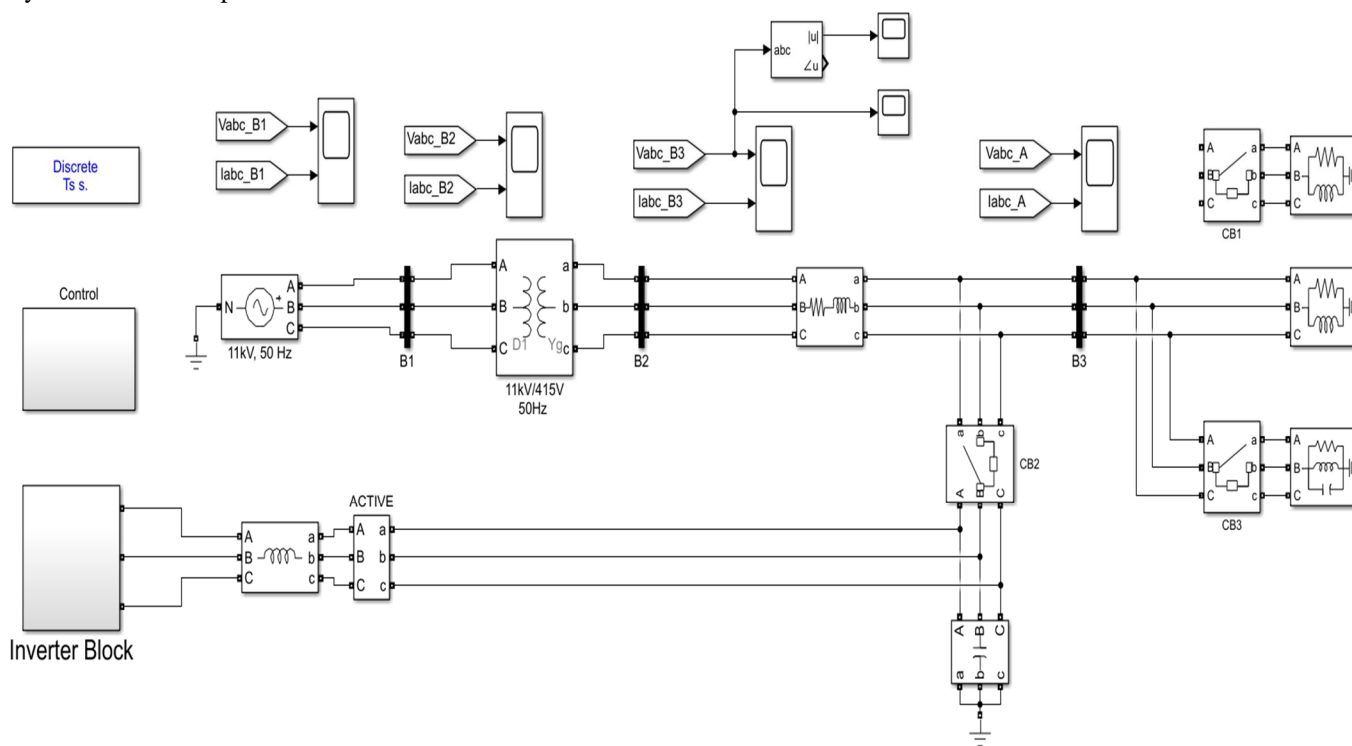 |u|
abc
∠u
Vabc_B1
Iabc_B1
Vabc_B2
Iabc_B2
Vabc_B3
Iabc_B3
Vabc_A
Iabc_A
Discrete
Ts s.
A a
B b
C c
CB1
A
B
C
Control
N
A
B
C
11kV, 50 Hz
B1
A a
B b
C c
D1 Yg
11kV/415V
50Hz
B2
A a
B b
C c
B3
A
B
C
a b c
A B C
CB2
A a
B b
C c
CB3
A
B
C
Inverter Block
A a
B b
C c
ACTIVE
A a
B b
C c
A B C
a b c